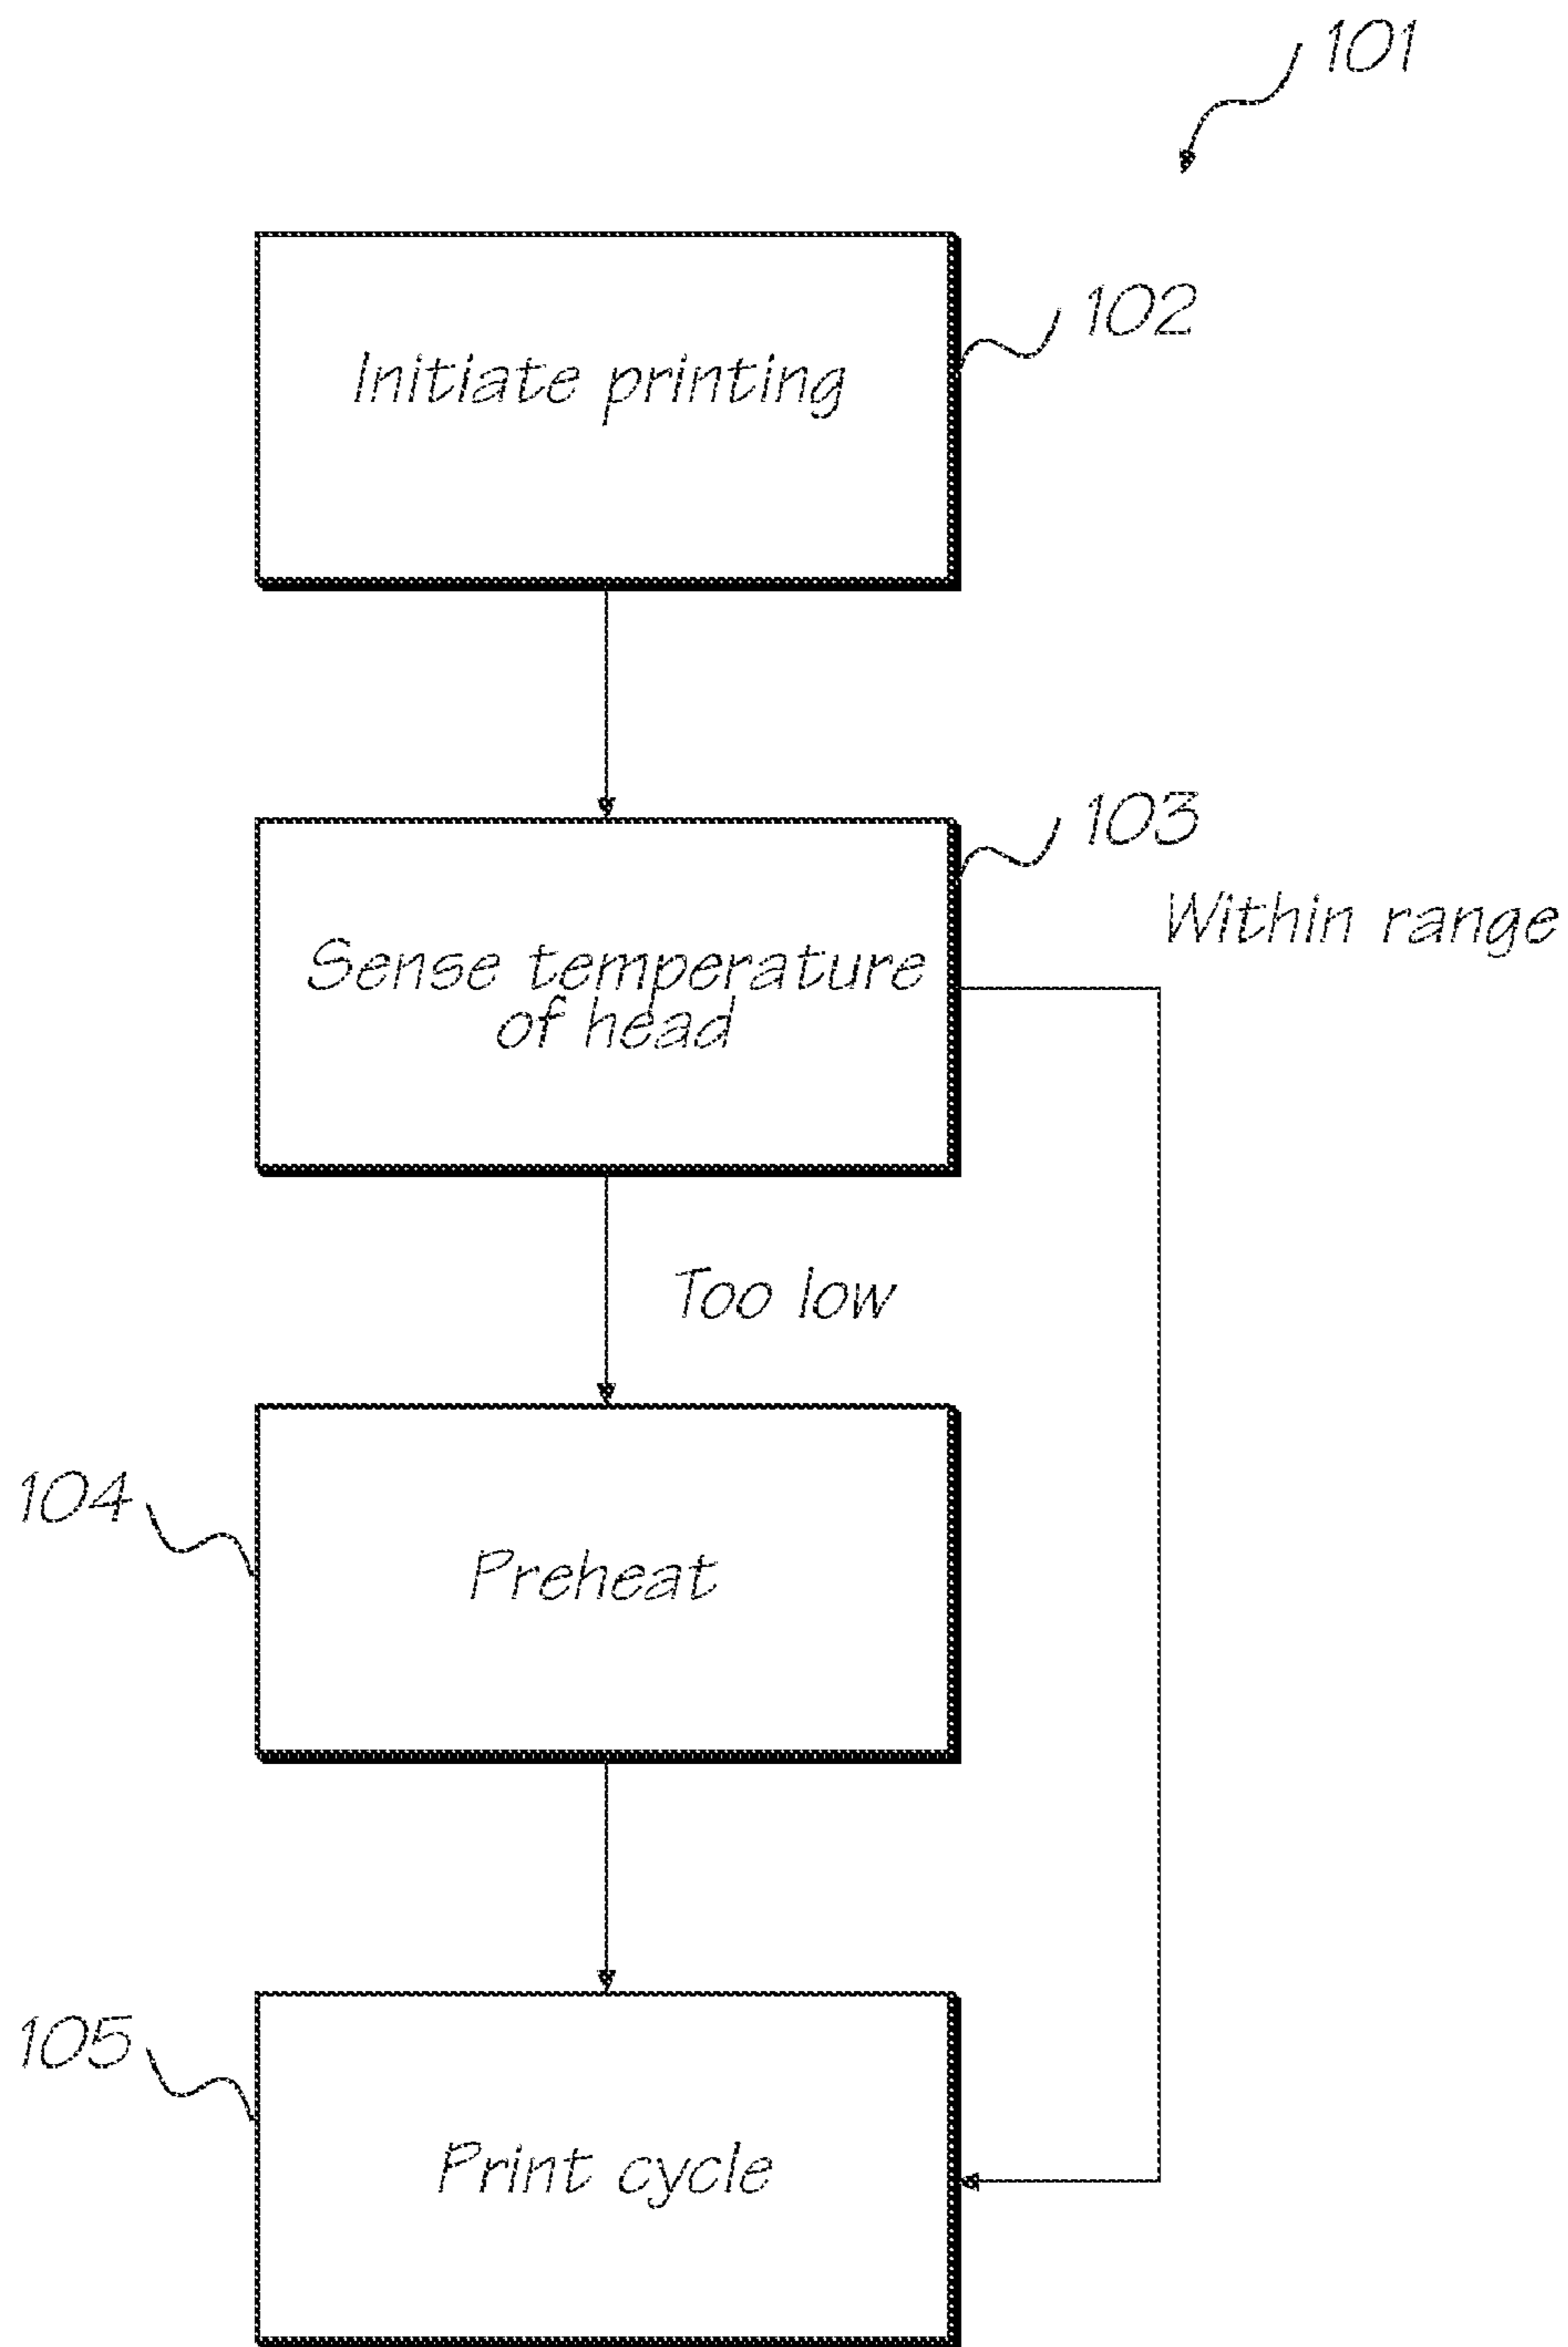 101
Initiate printing
102
103
Within range
Sense temperature
of head
Too low
104
Preheat
105
Print cycle